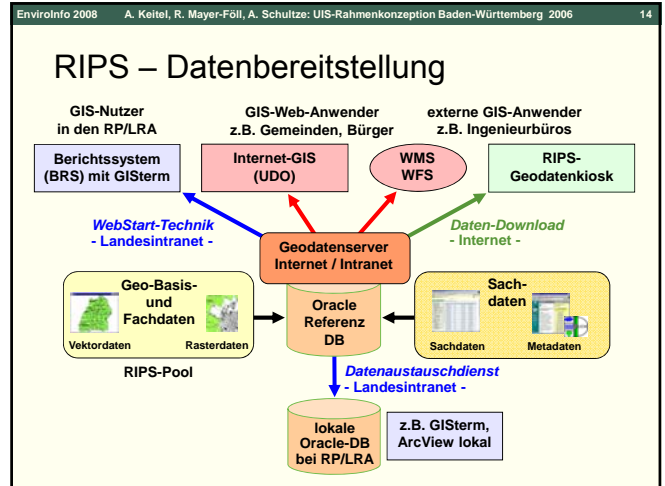 EnviroInfo 2008 A. Keitel, R. Mayer-Föll, A. Schultze: UIS-Rahmenkonzeption Baden-Württemberg 2006 14
RIPS – Datenbereitstellung
GIS-Nutzer
in den RP/LRA
GIS-Web-Anwender
z.B. Gemeinden, Bürger
externe GIS-Anwender
z.B. Ingenieurbüros
Berichtssystem
(BRS) mit GISterm
Internet-GIS
(UDO)
WMS
WFS
RIPS-
Geodatenkiosk
WebStart-Technik
- Landesintranet -
Daten-Download
- Internet -
Geodatenserver
Internet / Intranet
Geo-Basis-
und
Fachdaten
Vektordaten
Rasterdaten
RIPS-Pool
Oracle
Referenz
DB
Sach-
daten
Sachdaten
Metadaten
Datenaustauschdienst
- Landesintranet -
lokale
Oracle-DB
bei RP/LRA
z.B. GISterm,
ArcView lokal